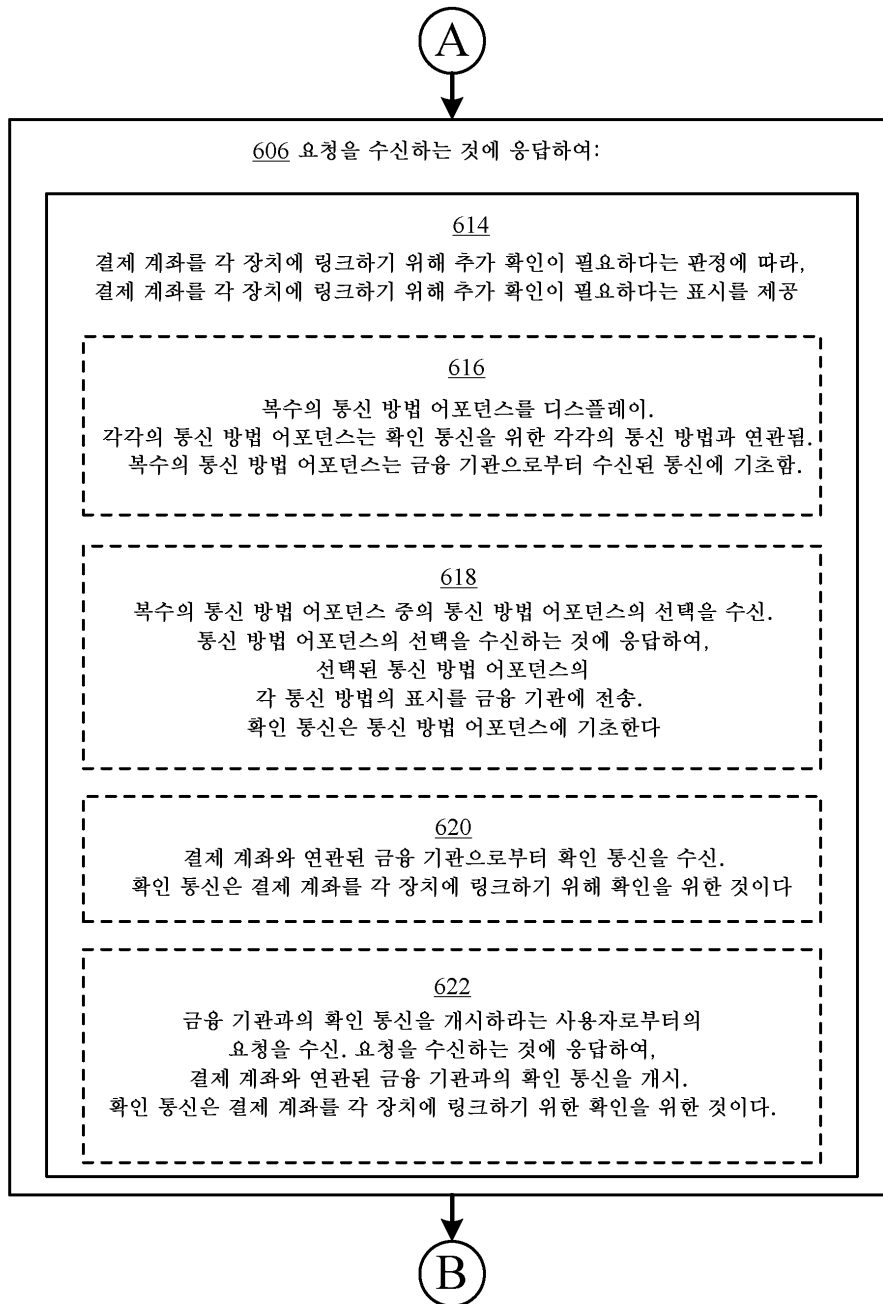 A
606 요청을 수신하는 것에 응답하여:
614
결제 계좌를 각 장치에 링크하기 위해 추가 확인이 필요하다는 판정에 따라,
결제 계좌를 각 장치에 링크하기 위해 추가 확인이 필요하다는 표시를 제공
616
복수의 통신 방법 어포던스를 디스플레이.
각각의 통신 방법 어포던스는 확인 통신을 위한 각각의 통신 방법과 연관됨.
복수의 통신 방법 어포던스는 금융 기관으로부터 수신된 통신에 기초함.
618
복수의 통신 방법 어포던스 중의 통신 방법 어포던스의 선택을 수신.
통신 방법 어포던스의 선택을 수신하는 것에 응답하여,
선택된 통신 방법 어포던스의
각 통신 방법의 표시를 금융 기관에 전송.
확인 통신은 통신 방법 어포던스에 기초한다
620
결제 계좌와 연관된 금융 기관으로부터 확인 통신을 수신.
확인 통신은 결제 계좌를 각 장치에 링크하기 위해 확인을 위한 것이다
622
금융 기관과의 확인 통신을 개시하라는 사용자로부터의
요청을 수신. 요청을 수신하는 것에 응답하여,
결제 계좌와 연관된 금융 기관과의 확인 통신을 개시.
확인 통신은 결제 계좌를 각 장치에 링크하기 위한 확인을 위한 것이다.
B